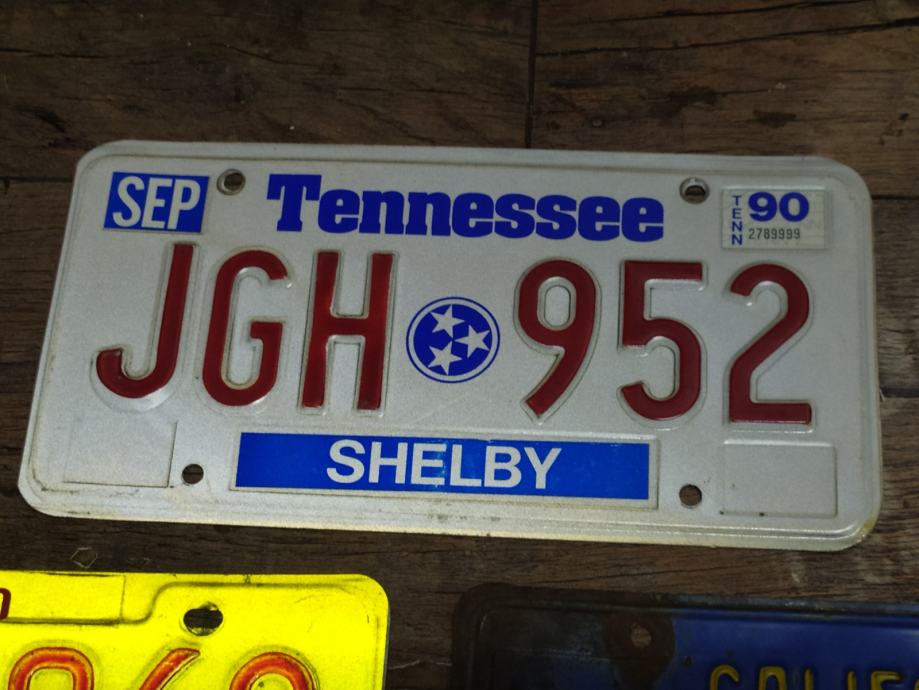 SEP Tennessee TENN 90
2789999
JGH 952
SHELBY